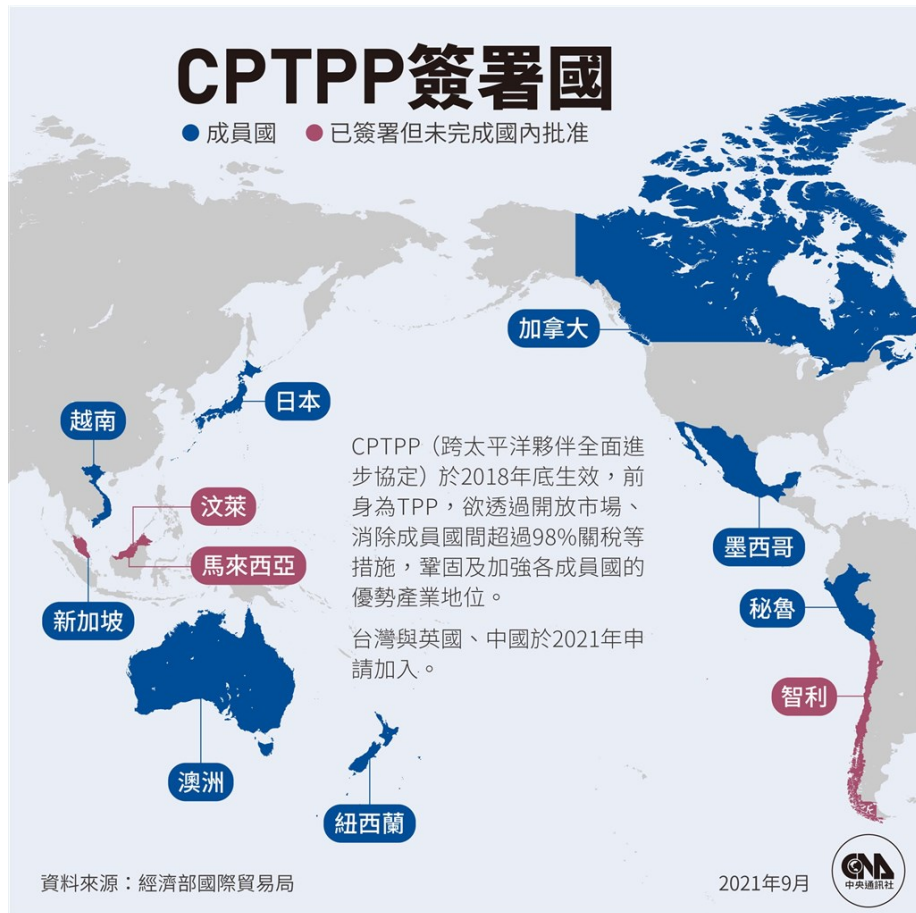 CPTPP簽署國
成員國 已簽署但未完成國內批准
加拿大
日本
越南
CPTPP（跨太平洋夥伴全面進
步協定）於2018年底生效，前
身為TPP，欲透過開放市場、
消除成員國間超過98%關稅等
措施，鞏固及加強各成員國的
優勢產業地位。
台灣與英國、中國於2021年申
請加入。
汶萊
馬來西亞
新加坡
墨西哥
秘魯
智利
澳洲
紐西蘭
資料來源：經濟部國際貿易局
2021年9月
CNA
中央通訊社